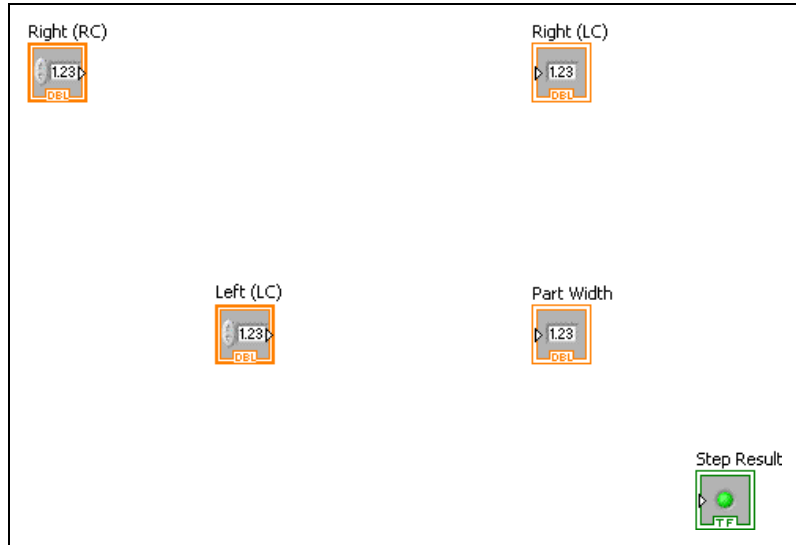 Right (RC)
1.23
DBL
Right (LC)
1.23
DBL
Left (LC)
1.23
DBL
Part Width
1.23
DBL
Step Result
TF